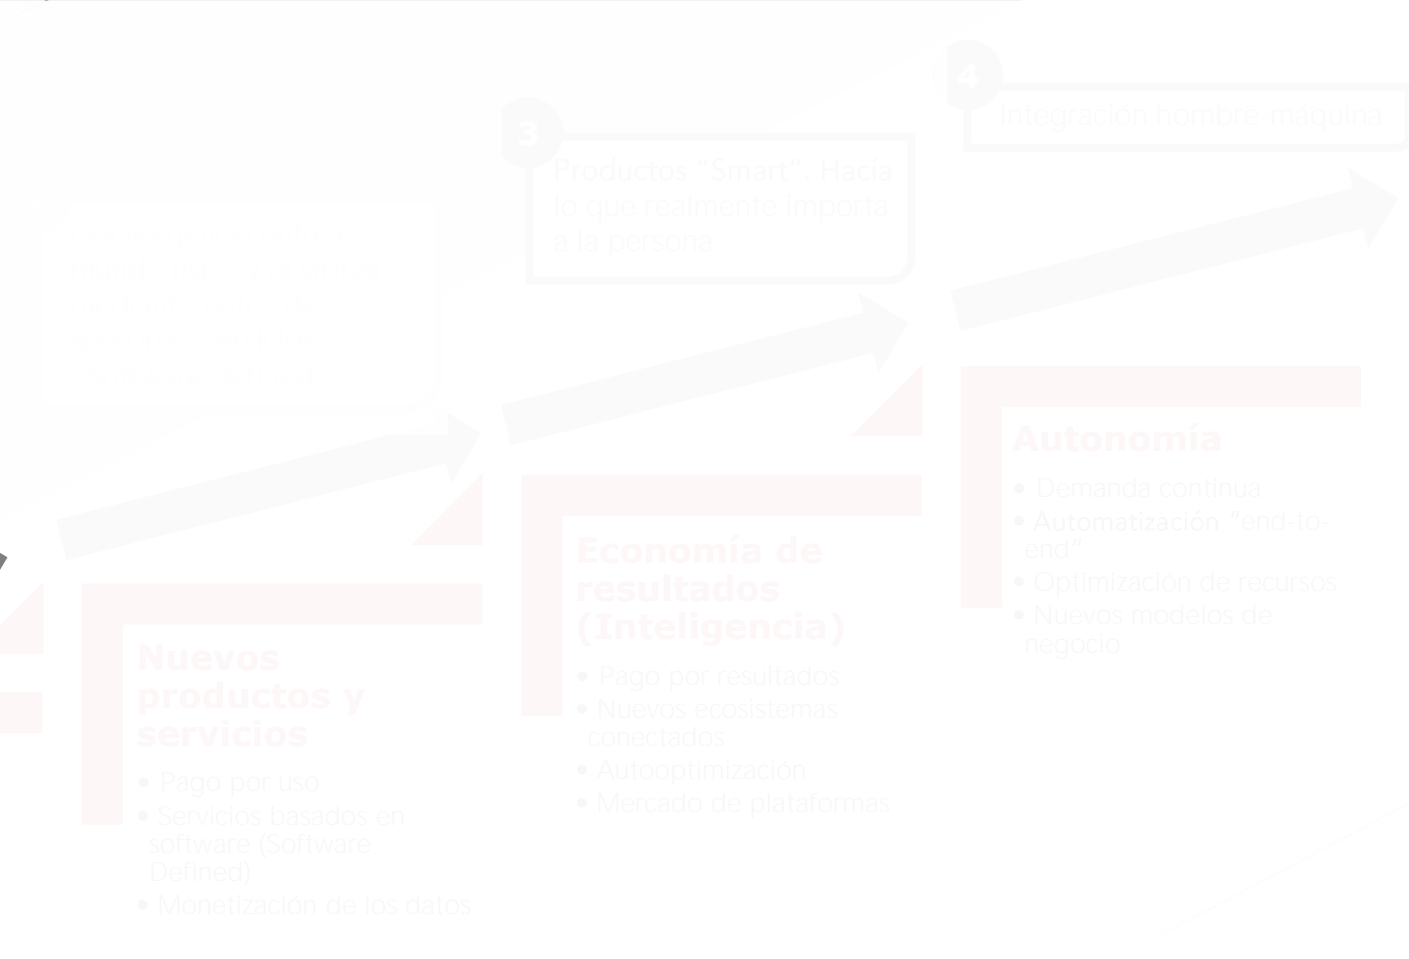 4
Integración hombre-máquina
3
Productos "Smart". Hacía
lo que realmente importa
a la persona
Autonomía
• Demanda continua
• Automatización "end-to-
end"
• Optimización de recursos
• Nuevos modelos de
negocio
Economía de
resultados
(Inteligencia)
• Pago por resultados
• Nuevos ecosistemas
conectados
• Autooptimización
• Mercado de plataformas
Nuevos
productos y
servicios
• Pago por uso
• Servicios basados en
software (Software
Defined)
• Monetización de los datos